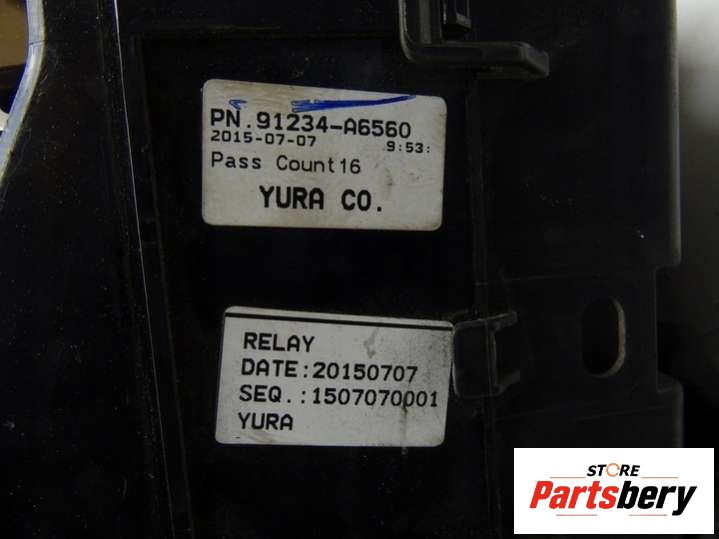 PN.91234-A6560
2015-07-07 9:53:
Pass Count16
YURA CO.
RELAY
DATE:20150707
SEQ.:1507070001
YURA
STORE
Partsbery